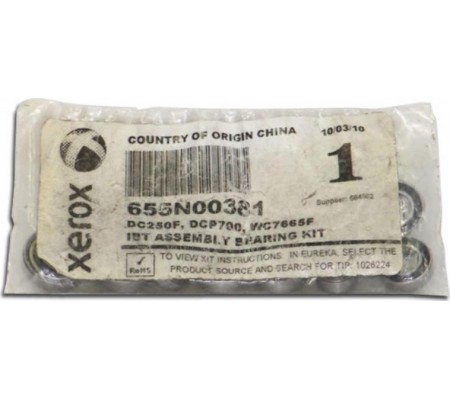 xerox
COUNTRY OF ORIGIN CHINA
10/03/10
1
655N00381
DC250F, DCP700, WC7665F
IBT ASSEMBLY BEARING KIT
RoHS
TO VIEW KIT INSTRUCTIONS: IN EUREKA, SELECT THE
PRODUCT SOURCE AND SEARCH FOR TIP: 1026224